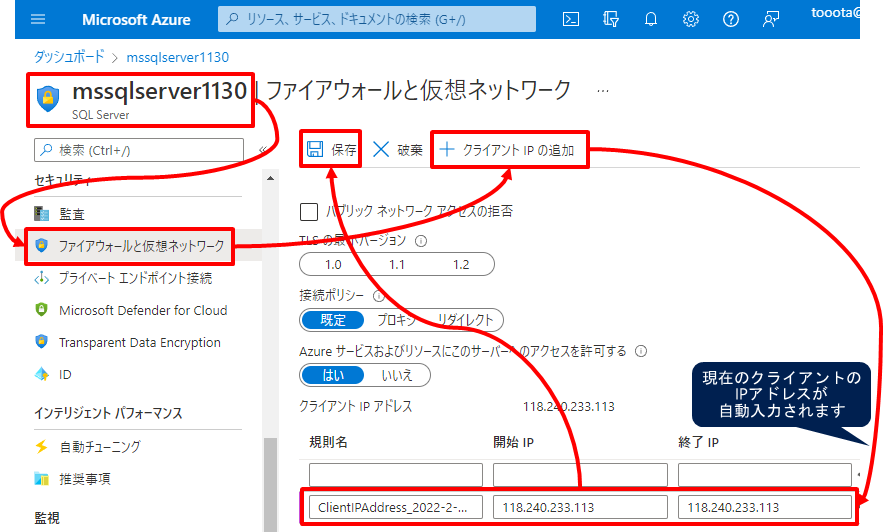 Microsoft Azure
リソース、サービス、ドキュメントの検索 (G+/)
tooota@
ダッシュボード > mssqlserver1130
mssqlserver1130 | ファイアウォールと仮想ネットワーク ...
SQL Server
検索 (Ctrl+/)
«
保存
破棄
クライアント IP の追加
セキュリティ
監査
ファイアウォールと仮想ネットワーク
プライベート エンドポイント接続
Microsoft Defender for Cloud
Transparent Data Encryption
ID
インテリジェント パフォーマンス
自動チューニング
推奨事項
監視
パブリック ネットワーク アクセスの拒否
TLS の最小バージョン
1.0 1.1 1.2
接続ポリシー
既定 プロキシ リダイレクト
Azure サービスおよびリソースにこのサーバーへのアクセスを許可する
はい いいえ
クライアント IP アドレス 118.240.233.113
現在のクライアントの
IPアドレスが
自動入力されます
規則名 開始 IP 終了 IP
ClientIPAddress_2022-2-... 118.240.233.113 118.240.233.113